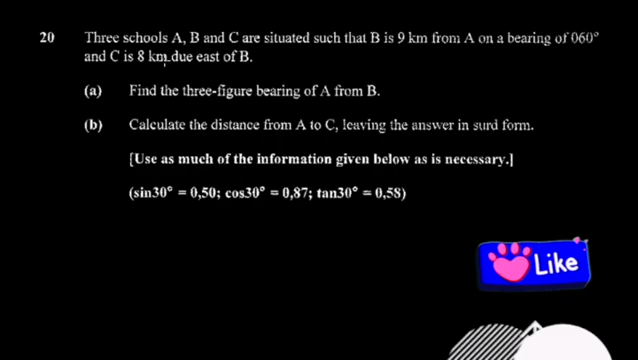 20 Three schools A, B and C are situated such that B is 9 km from A on a bearing of 060°
and C is 8 km due east of B.
(a) Find the three-figure bearing of A from B.
(b) Calculate the distance from A to C, leaving the answer in surd form.
[Use as much of the information given below as is necessary.]
(sin30° = 0,50; cos30° = 0,87; tan30° = 0,58)
Like